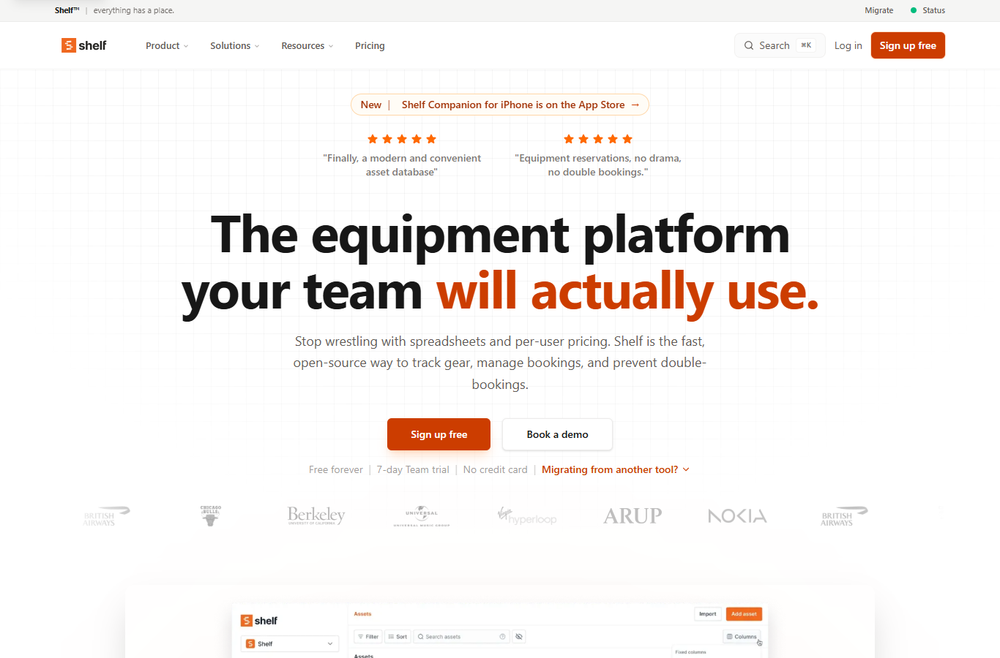 Shelf™ | everything has a place.
Migrate
Status
shelf
Product
Solutions
Resources
Pricing
Search ⌘K
Log in
Sign up free
New | Shelf Companion for iPhone is on the App Store →
"Finally, a modern and convenient
asset database"
"Equipment reservations, no drama,
no double bookings."
The equipment platform
your team will actually use.
Stop wrestling with spreadsheets and per-user pricing. Shelf is the fast,
open-source way to track gear, manage bookings, and prevent double-
bookings.
Sign up free
Book a demo
Free forever | 7-day Team trial | No credit card | Migrating from another tool?
BRITISH
AIRWAYS
CHICAGO
BULLS
Berkeley
UNIVERSITY OF CALIFORNIA
UNIVERSAL
UNIVERSAL MUSIC GROUP
Virgin
hyperloop
ARUP
NOKIA
BRITISH
AIRWAYS
shelf
Shelf
Assets
Import
Add asset
Filter
Sort
Search assets
Columns
Assets
Fixed columns